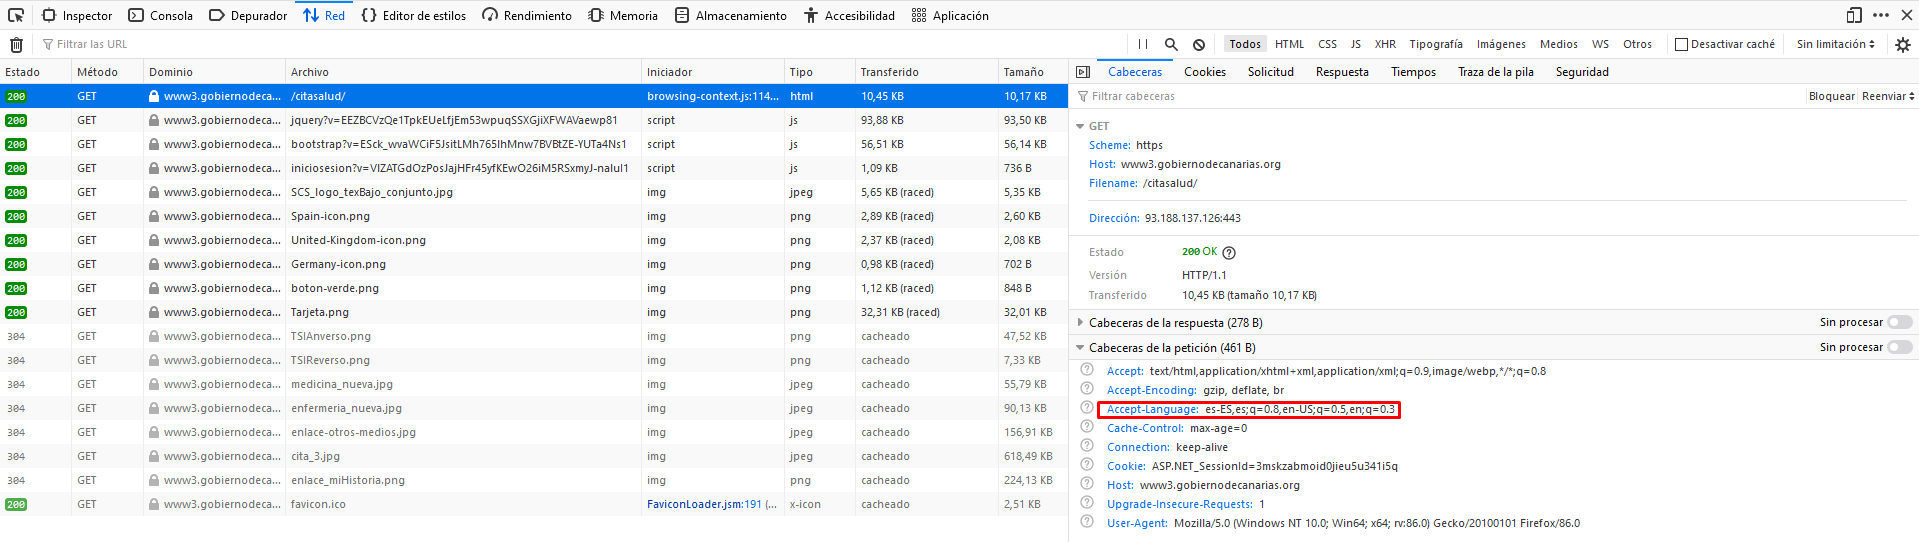 Inspector Consola Depurador Red Editor de estilos Rendimiento Memoria Almacenamiento Accesibilidad Aplicación
Filtrar las URL Todos HTML CSS JS XHR Tipografía Imágenes Medios WS Otros Desactivar caché Sin limitación
Estado Método Dominio Archivo Iniciador Tipo Transferido Tamaño
200 GET www3.gobiernodeca... /citasalud/ browsing-context.js:114... html 10,45 KB 10,17 KB
200 GET www3.gobiernodeca... jquery?v=EEZBCVzQe1TpkEUeLfjEm53wpuqSSXGjiXFWAVaewp81 script js 93,88 KB 93,50 KB
200 GET www3.gobiernodeca... bootstrap?v=ESck_wvaWCiF5JsitLMh765IhMnw7BVBtZE-YUTa4Ns1 script js 56,51 KB 56,14 KB
200 GET www3.gobiernodeca... iniciosesion?v=VIZATGdOzPosJajHFr45yfKEwO26iM5RSxmyJ-naIuI1 script js 1,09 KB 736 B
200 GET www3.gobiernodeca... SCS_logo_texBajo_conjunto.jpg img jpeg 5,65 KB (raced) 5,35 KB
200 GET www3.gobiernodeca... Spain-icon.png img png 2,89 KB (raced) 2,60 KB
200 GET www3.gobiernodeca... United-Kingdom-icon.png img png 2,37 KB (raced) 2,08 KB
200 GET www3.gobiernodeca... Germany-icon.png img png 0,98 KB (raced) 702 B
200 GET www3.gobiernodeca... boton-verde.png img png 1,12 KB (raced) 848 B
200 GET www3.gobiernodeca... Tarjeta.png img png 32,31 KB (raced) 32,01 KB
304 GET www3.gobiernodeca... TSIAnverso.png img png cacheado 47,52 KB
304 GET www3.gobiernodeca... TSIReverso.png img png cacheado 7,33 KB
304 GET www3.gobiernodeca... medicina_nueva.jpg img jpeg cacheado 55,79 KB
304 GET www3.gobiernodeca... enfermeria_nueva.jpg img jpeg cacheado 90,13 KB
304 GET www3.gobiernodeca... enlace-otros-medios.jpg img jpeg cacheado 156,91 KB
304 GET www3.gobiernodeca... cita_3.jpg img jpeg cacheado 618,49 KB
304 GET www3.gobiernodeca... enlace_miHistoria.png img png cacheado 224,13 KB
200 GET www3.gobiernodeca... favicon.ico FaviconLoader.jsm:191 (... x-icon cacheado 2,51 KB
Cabeceras Cookies Solicitud Respuesta Tiempos Traza de la pila Seguridad
Filtrar cabeceras Bloquear Reenviar
GET
Scheme: https
Host: www3.gobiernodecanarias.org
Filename: /citasalud/
Dirección: 93.188.137.126:443
Estado 200 OK
Versión HTTP/1.1
Transferido 10,45 KB (tamaño 10,17 KB)
Cabeceras de la respuesta (278 B) Sin procesar
Cabeceras de la petición (461 B) Sin procesar
Accept: text/html,application/xhtml+xml,application/xml;q=0.9,image/webp,*/*;q=0.8
Accept-Encoding: gzip, deflate, br
Accept-Language: es-ES,es;q=0.8,en-US;q=0.5,en;q=0.3
Cache-Control: max-age=0
Connection: keep-alive
Cookie: ASP.NET_SessionId=3mskzabmoid0jieu5u341i5q
Host: www3.gobiernodecanarias.org
Upgrade-Insecure-Requests: 1
User-Agent: Mozilla/5.0 (Windows NT 10.0; Win64; x64; rv:86.0) Gecko/20100101 Firefox/86.0